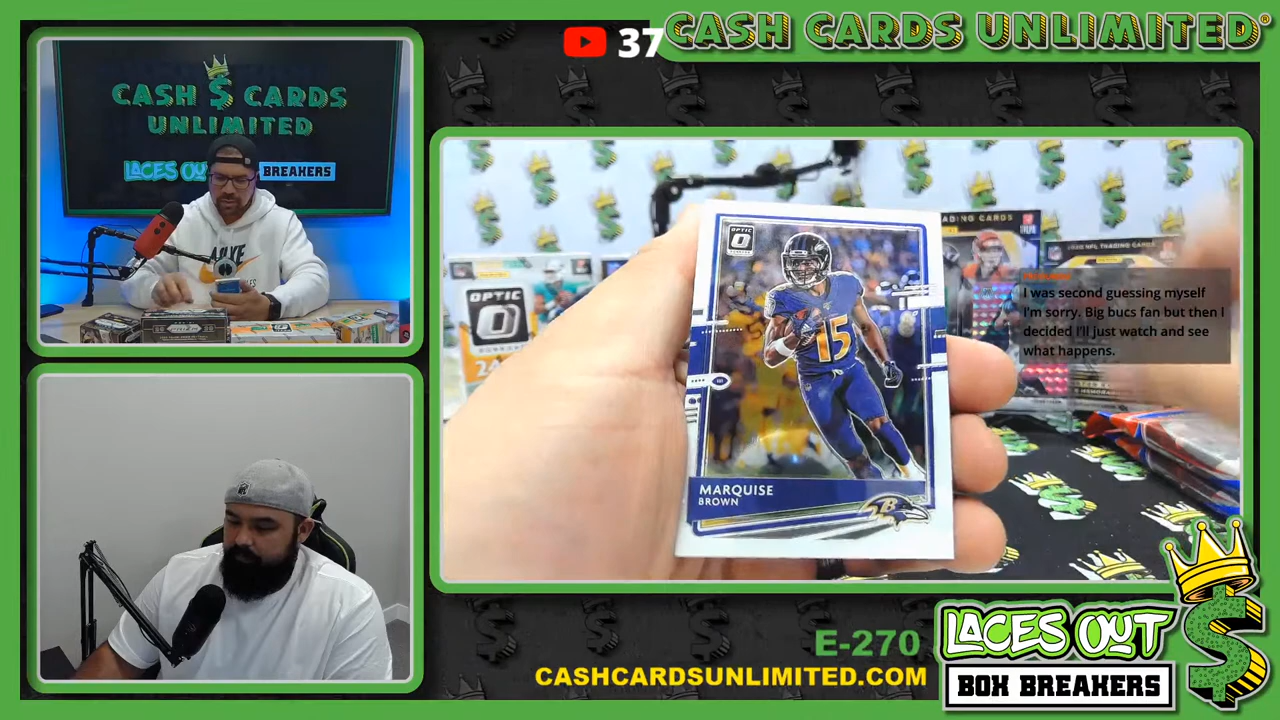 37
CASH CARDS UNLIMITED®
CASH $ CARDS
UNLIMITED
LACES OUT
BREAKERS
OPTIC
MARQUISE
BROWN
15
OPTIC
I was second guessing myself
I'm sorry. Big bucs fan but then I
decided I'll just watch and see
what happens.
E-270
CASHCARDSUNLIMITED.COM
LACES OUT
BOX BREAKERS